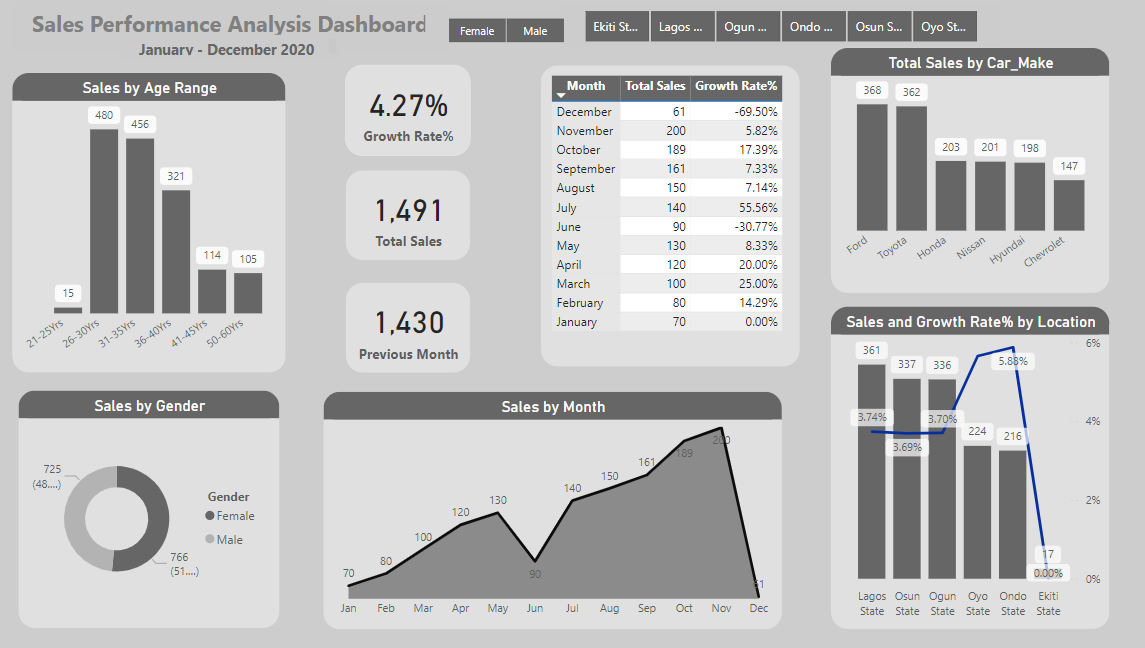 Sales Performance Analysis Dashboard
January - December 2020
Female
Male
Ekiti St...
Lagos ...
Ogun ...
Ondo ...
Osun S...
Oyo St...
Sales by Age Range
480
456
321
15
114
105
21-25Yrs
26-30Yrs
31-35Yrs
36-40Yrs
41-45Yrs
50-60Yrs
4.27%
Growth Rate%
1,491
Total Sales
1,430
Previous Month
Month Total Sales Growth Rate%
December 61 -69.50%
November 200 5.82%
October 189 17.39%
September 161 7.33%
August 150 7.14%
July 140 55.56%
June 90 -30.77%
May 130 8.33%
April 120 20.00%
March 100 25.00%
February 80 14.29%
January 70 0.00%
Total Sales by Car_Make
368
362
203
201
198
147
Ford
Toyota
Honda
Nissan
Hyundai
Chevrolet
Sales by Gender
725
(48....)
766
(51....)
Gender
Female
Male
Sales by Month
70
80
100
120
130
90
140
150
161
189
200
61
Jan
Feb
Mar
Apr
May
Jun
Jul
Aug
Sep
Oct
Nov
Dec
Sales and Growth Rate% by Location
361
337
336
224
216
17
3.74%
3.69%
3.70%
5.88%
0.00%
6%
4%
2%
0%
Lagos
State
Osun
State
Ogun
State
Oyo
State
Ondo
State
Ekiti
State